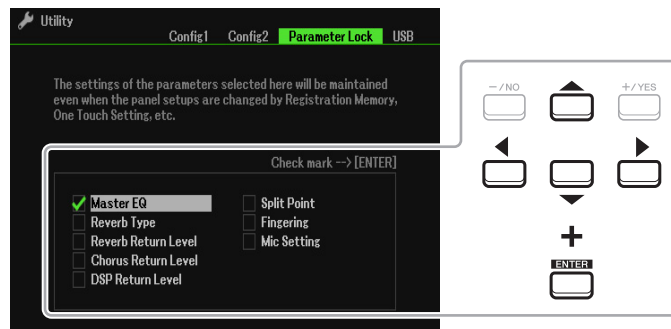 Utility
Config1 Config2 Parameter Lock USB
The settings of the parameters selected here will be maintained
even when the panel setups are changed by Registration Memory,
One Touch Setting, etc.
Check mark --> [ENTER]
Master EQ
Reverb Type
Reverb Return Level
Chorus Return Level
DSP Return Level
Split Point
Fingering
Mic Setting
−/NO
+/YES
+
ENTER